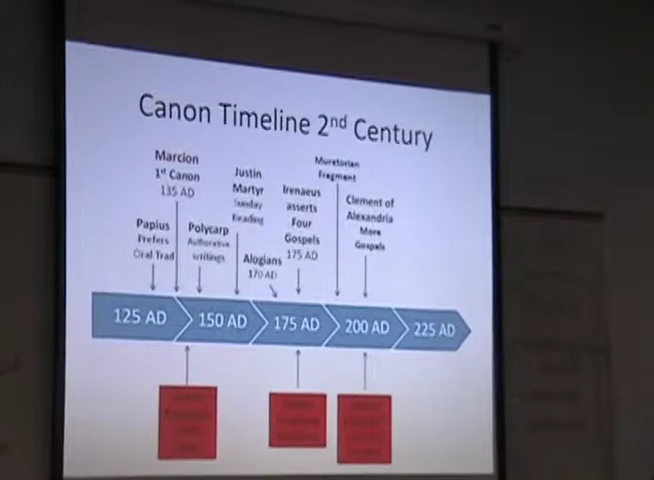 Canon Timeline 2nd Century
Marcion
1st Canon
135 AD
Papius
Prefers
Oral Trad
Polycarp
Authorative
writings
Justin
Martyr
Sunday
Reading
Alogians
170 AD
Irenaeus
asserts
Four
Gospels
175 AD
Muratorian
Fragment
Clement of
Alexandria
More
Gospels
125 AD
150 AD
175 AD
200 AD
225 AD